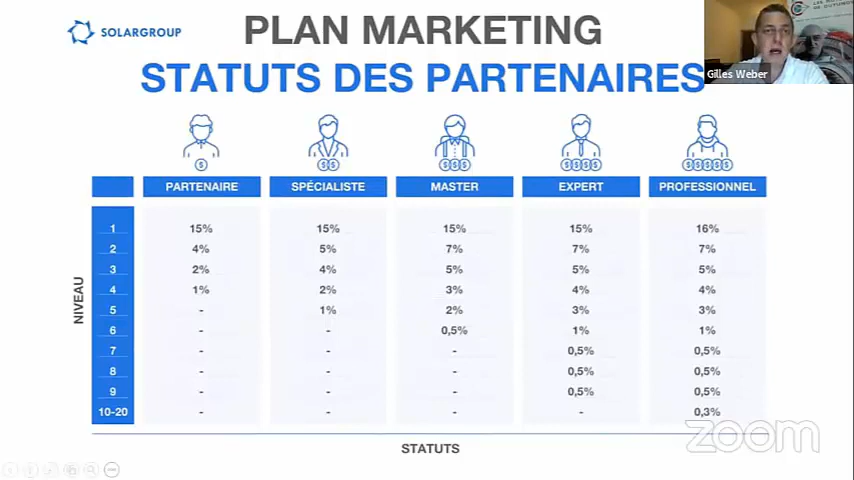 SOLARGROUP
PLAN MARKETING
STATUTS DES PARTENAIRES
Gilles Weber
PARTENAIRE SPÉCIALISTE MASTER EXPERT PROFESSIONNEL
1 15% 15% 15% 15% 16%
2 4% 5% 7% 7% 7%
3 2% 4% 5% 5% 5%
4 1% 2% 3% 4% 4%
5 - 1% 2% 3% 3%
6 - - 0,5% 1% 1%
7 - - - 0,5% 0,5%
8 - - - 0,5% 0,5%
9 - - - 0,5% 0,5%
10-20 - - - - 0,3%
NIVEAU
STATUTS
zoom